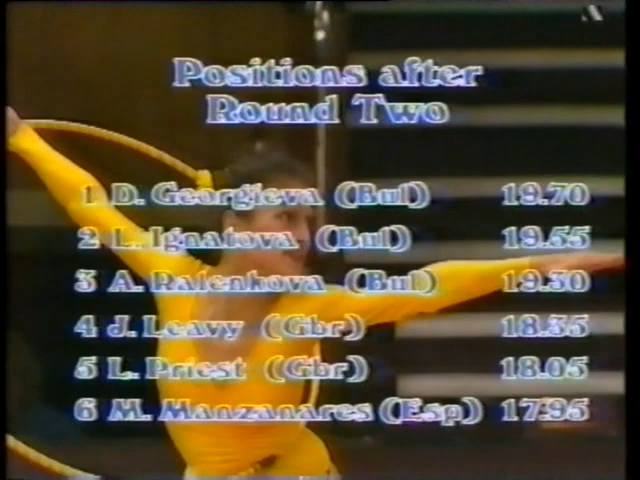 Positions after
Round Two
1 D. Georgieva (Bul) 19.70
2 L. Ignatova (Bul) 19.55
3 A. Ralenkova (Bul) 19.50
4 J. Leavy (Gbr) 18.35
5 L. Priest (Gbr) 18.05
6 M. Manzanares (Esp) 17.95